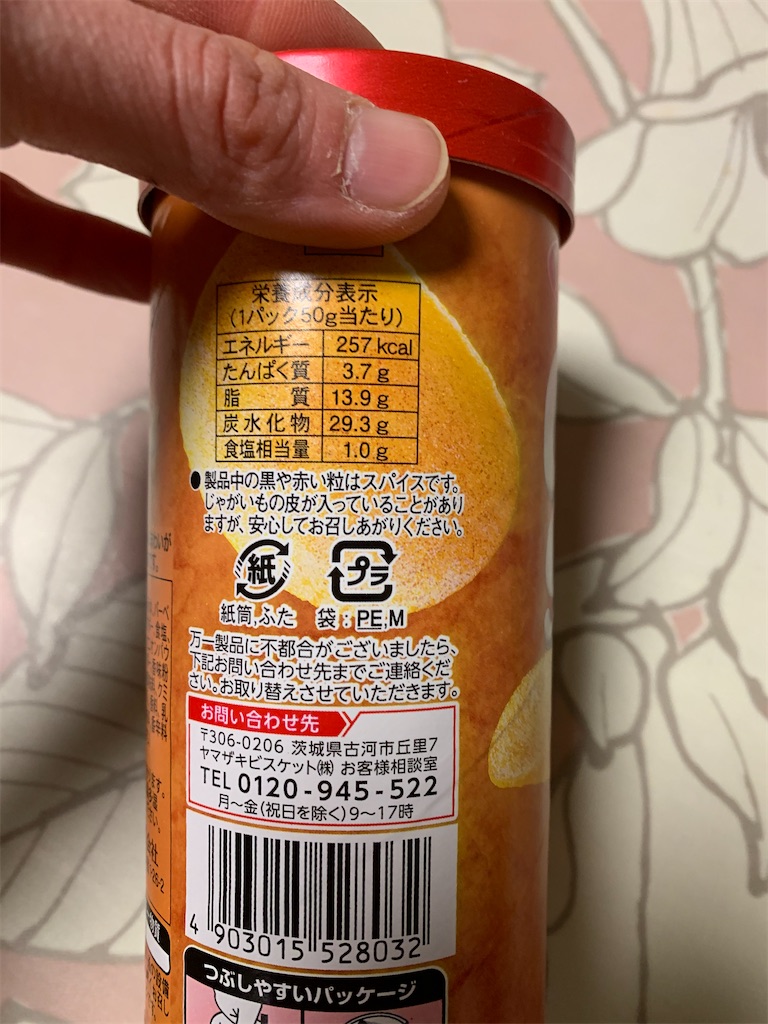 栄養成分表示
(1パック50g当たり)
エネルギー 257kcal
たんぱく質 3.7g
脂質 13.9g
炭水化物 29.3g
食塩相当量 1.0g
●製品中の黒や赤い粒はスパイスです。
じゃがいもの皮が入っていることがあり
ますが、安心してお召しあがりください。
紙 プラ
紙筒,ふた 袋:PE,M
万一製品に不都合がございましたら、
下記お問い合わせ先までご連絡くだ
さい。お取り替えさせていただきます。
お問い合わせ先
〒306-0206 茨城県古河市丘里7
ヤマザキビスケット㈱ お客様相談室
TEL 0120-945-522
月~金(祝日を除く)9~17時
4 903015 528032
つぶしやすいパッケージ